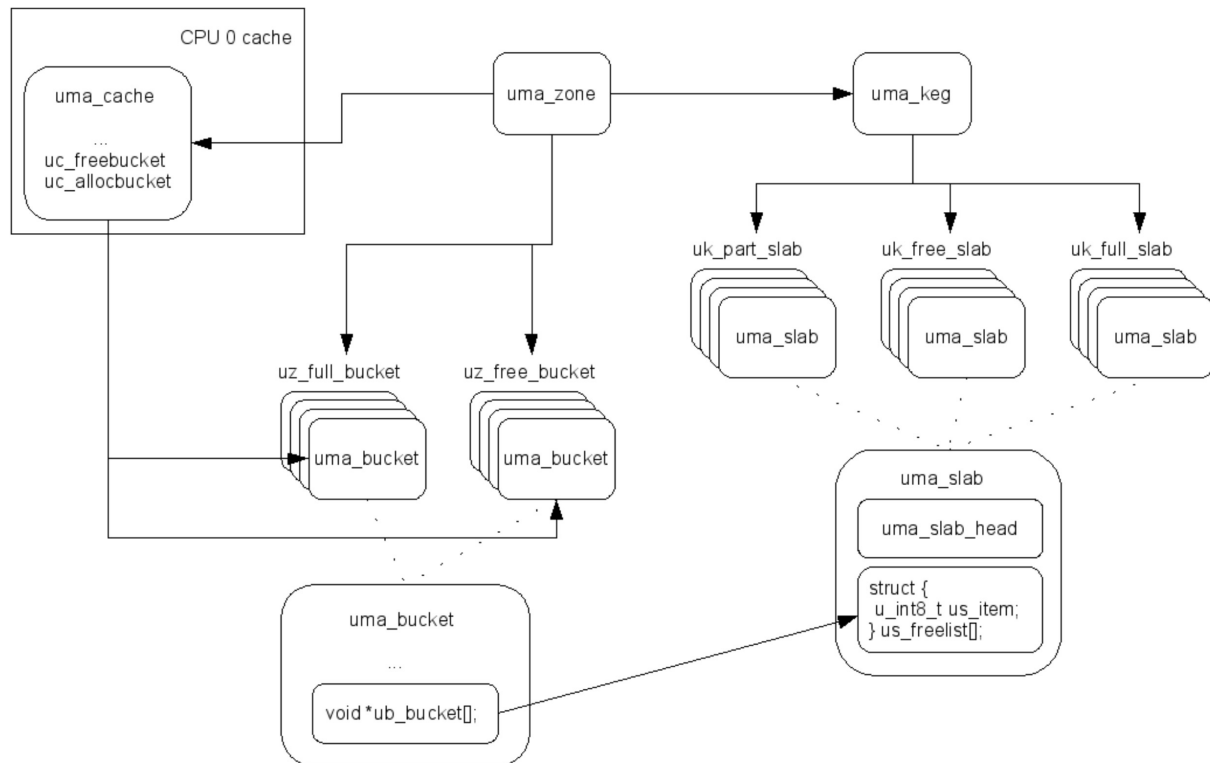 CPU 0 cache
uma_cache
...
uc_freebucket
uc_allocbucket
uma_zone
uma_keg
uk_part_slab
uk_free_slab
uk_full_slab
uma_slab
uma_slab
uma_slab
uz_full_bucket
uz_free_bucket
uma_bucket
uma_bucket
uma_slab
uma_slab_head
struct {
u_int8_t us_item;
} us_freelist[];
uma_bucket
...
void *ub_bucket[];